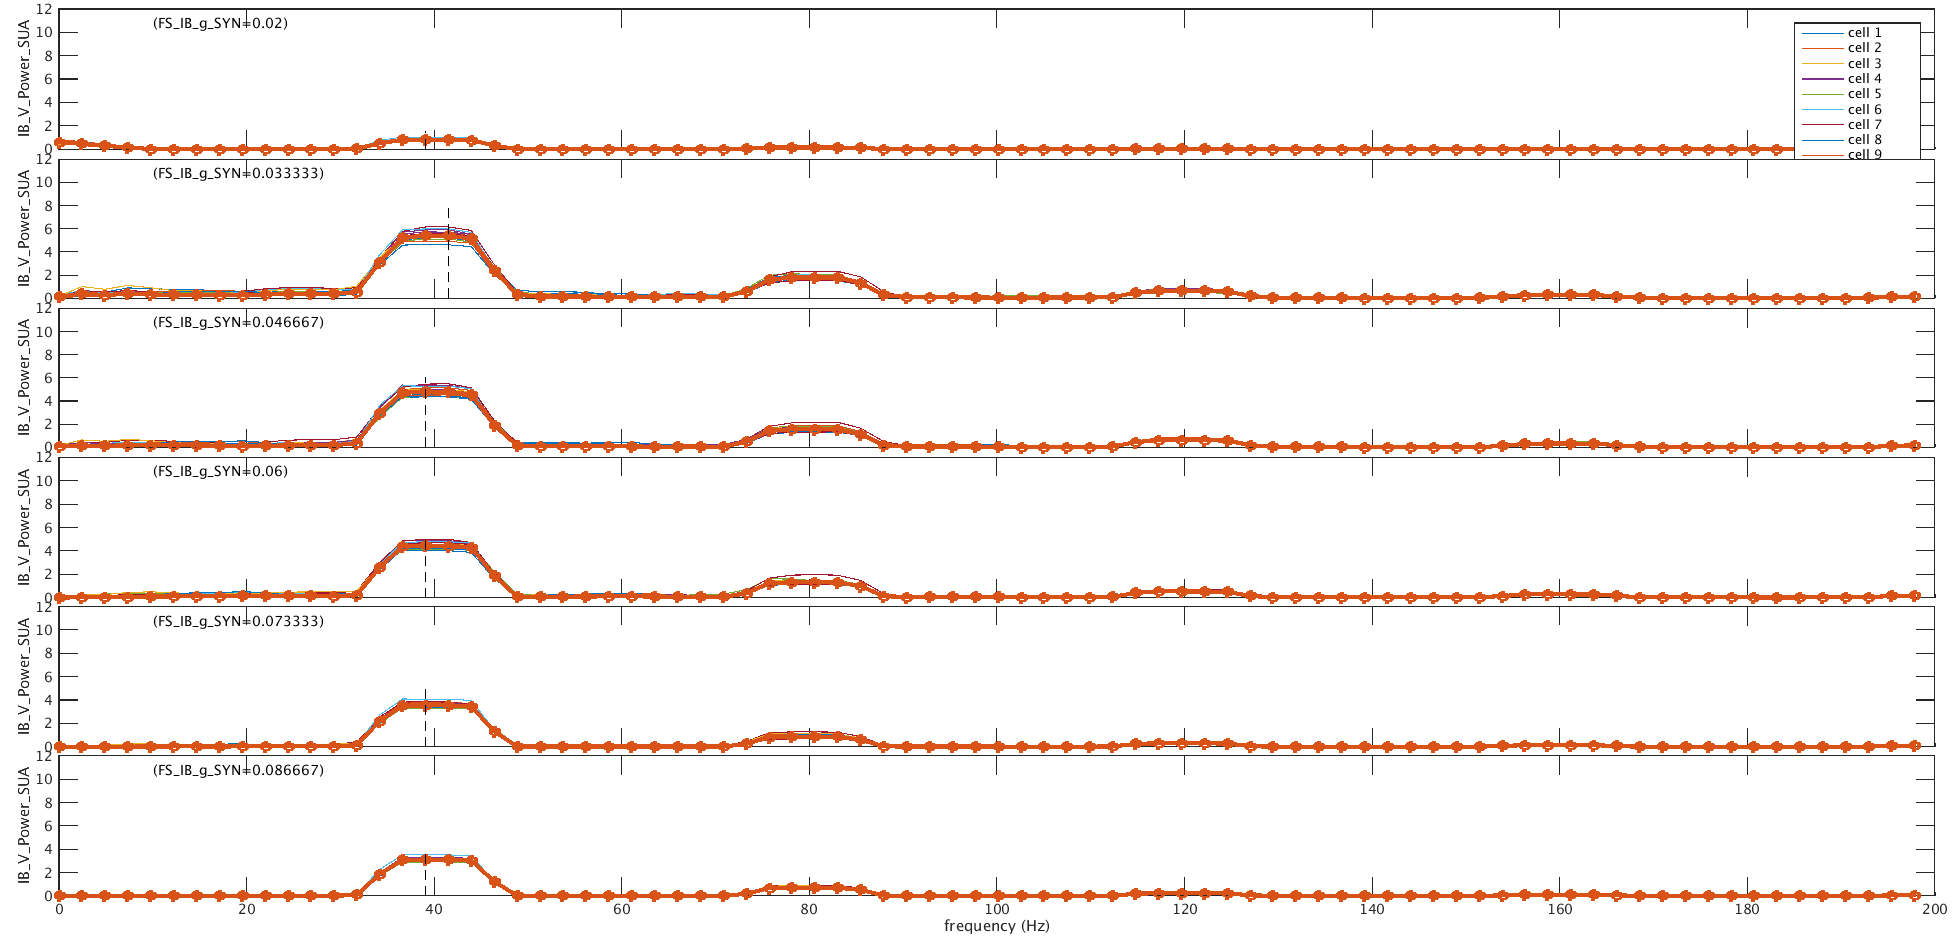 (FS_IB_g_SYN=0.02)
IB_V_Power_SUA
12
10
8
6
4
2
0
cell 1
cell 2
cell 3
cell 4
cell 5
cell 6
cell 7
cell 8
cell 9
(FS_IB_g_SYN=0.033333)
IB_V_Power_SUA
12
10
8
6
4
2
0
(FS_IB_g_SYN=0.046667)
IB_V_Power_SUA
12
10
8
6
4
2
0
(FS_IB_g_SYN=0.06)
IB_V_Power_SUA
12
10
8
6
4
2
0
(FS_IB_g_SYN=0.073333)
IB_V_Power_SUA
12
10
8
6
4
2
0
(FS_IB_g_SYN=0.086667)
IB_V_Power_SUA
12
10
8
6
4
2
0
0 20 40 60 80 100 120 140 160 180 200
frequency (Hz)